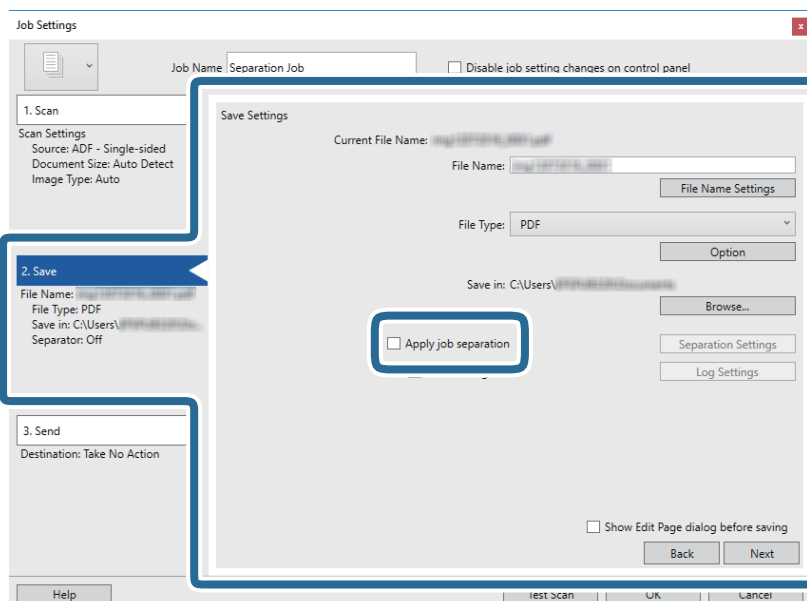 Job Settings
x
Job Name Separation Job
Disable job setting changes on control panel
1. Scan
Scan Settings
Source: ADF - Single-sided
Document Size: Auto Detect
Image Type: Auto
2. Save
File Name:
File Type: PDF
Save in: C:\Users\
Separator: Off
3. Send
Destination: Take No Action
Save Settings
Current File Name:
File Name:
File Name Settings
File Type: PDF
Option
Save in: C:\Users\
Browse...
Apply job separation
Separation Settings
Log Settings
Show Edit Page dialog before saving
Back Next
Help Test Scan OK Cancel